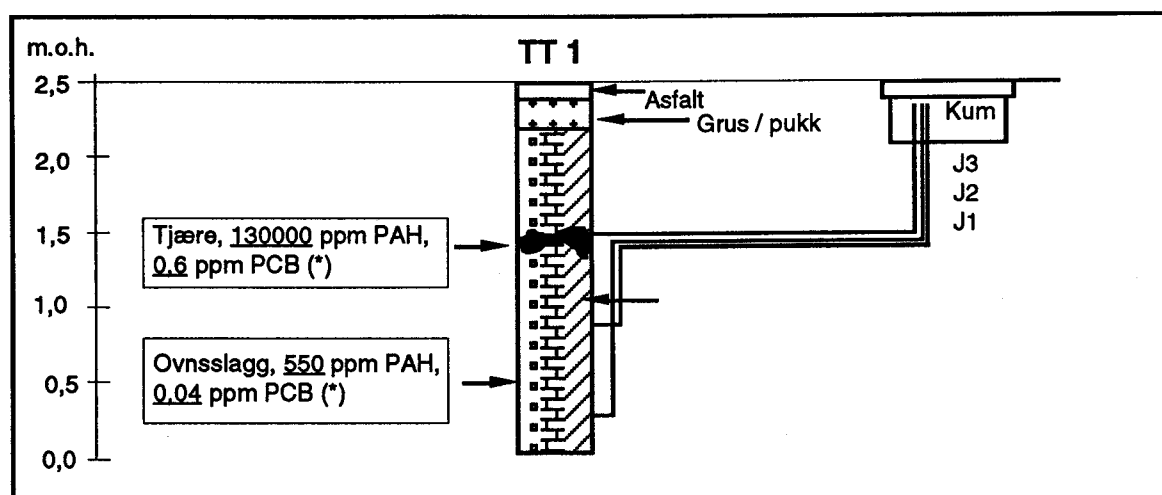 m.o.h.
TT 1
2,5
Asfalt
Grus / pukk
Kum
2,0
J3
J2
J1
1,5
Tjære, 130000 ppm PAH,
0,6 ppm PCB (*)
1,0
Ovnsslagg, 550 ppm PAH,
0,04 ppm PCB (*)
0,5
0,0